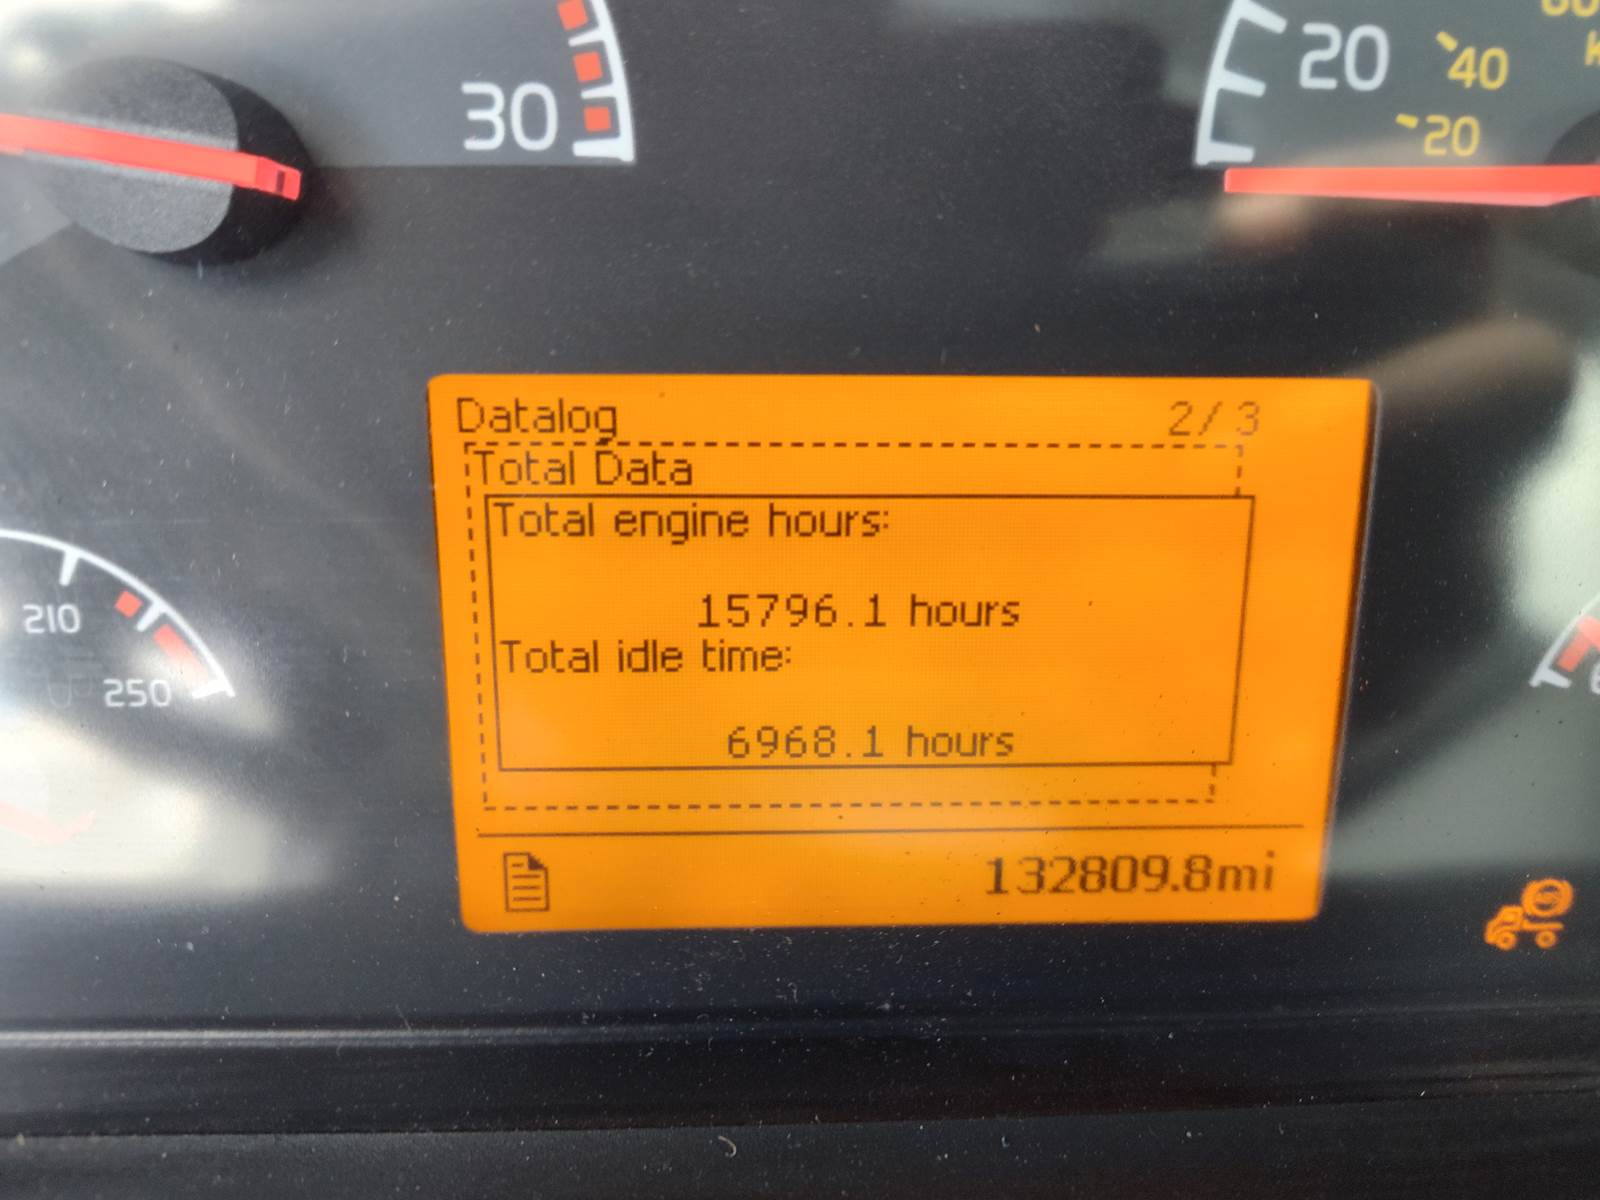 30
20
40
20
Datalog 2/3
Total Data
Total engine hours:
15796.1 hours
Total idle time:
6968.1 hours
132809.8mi
210
250